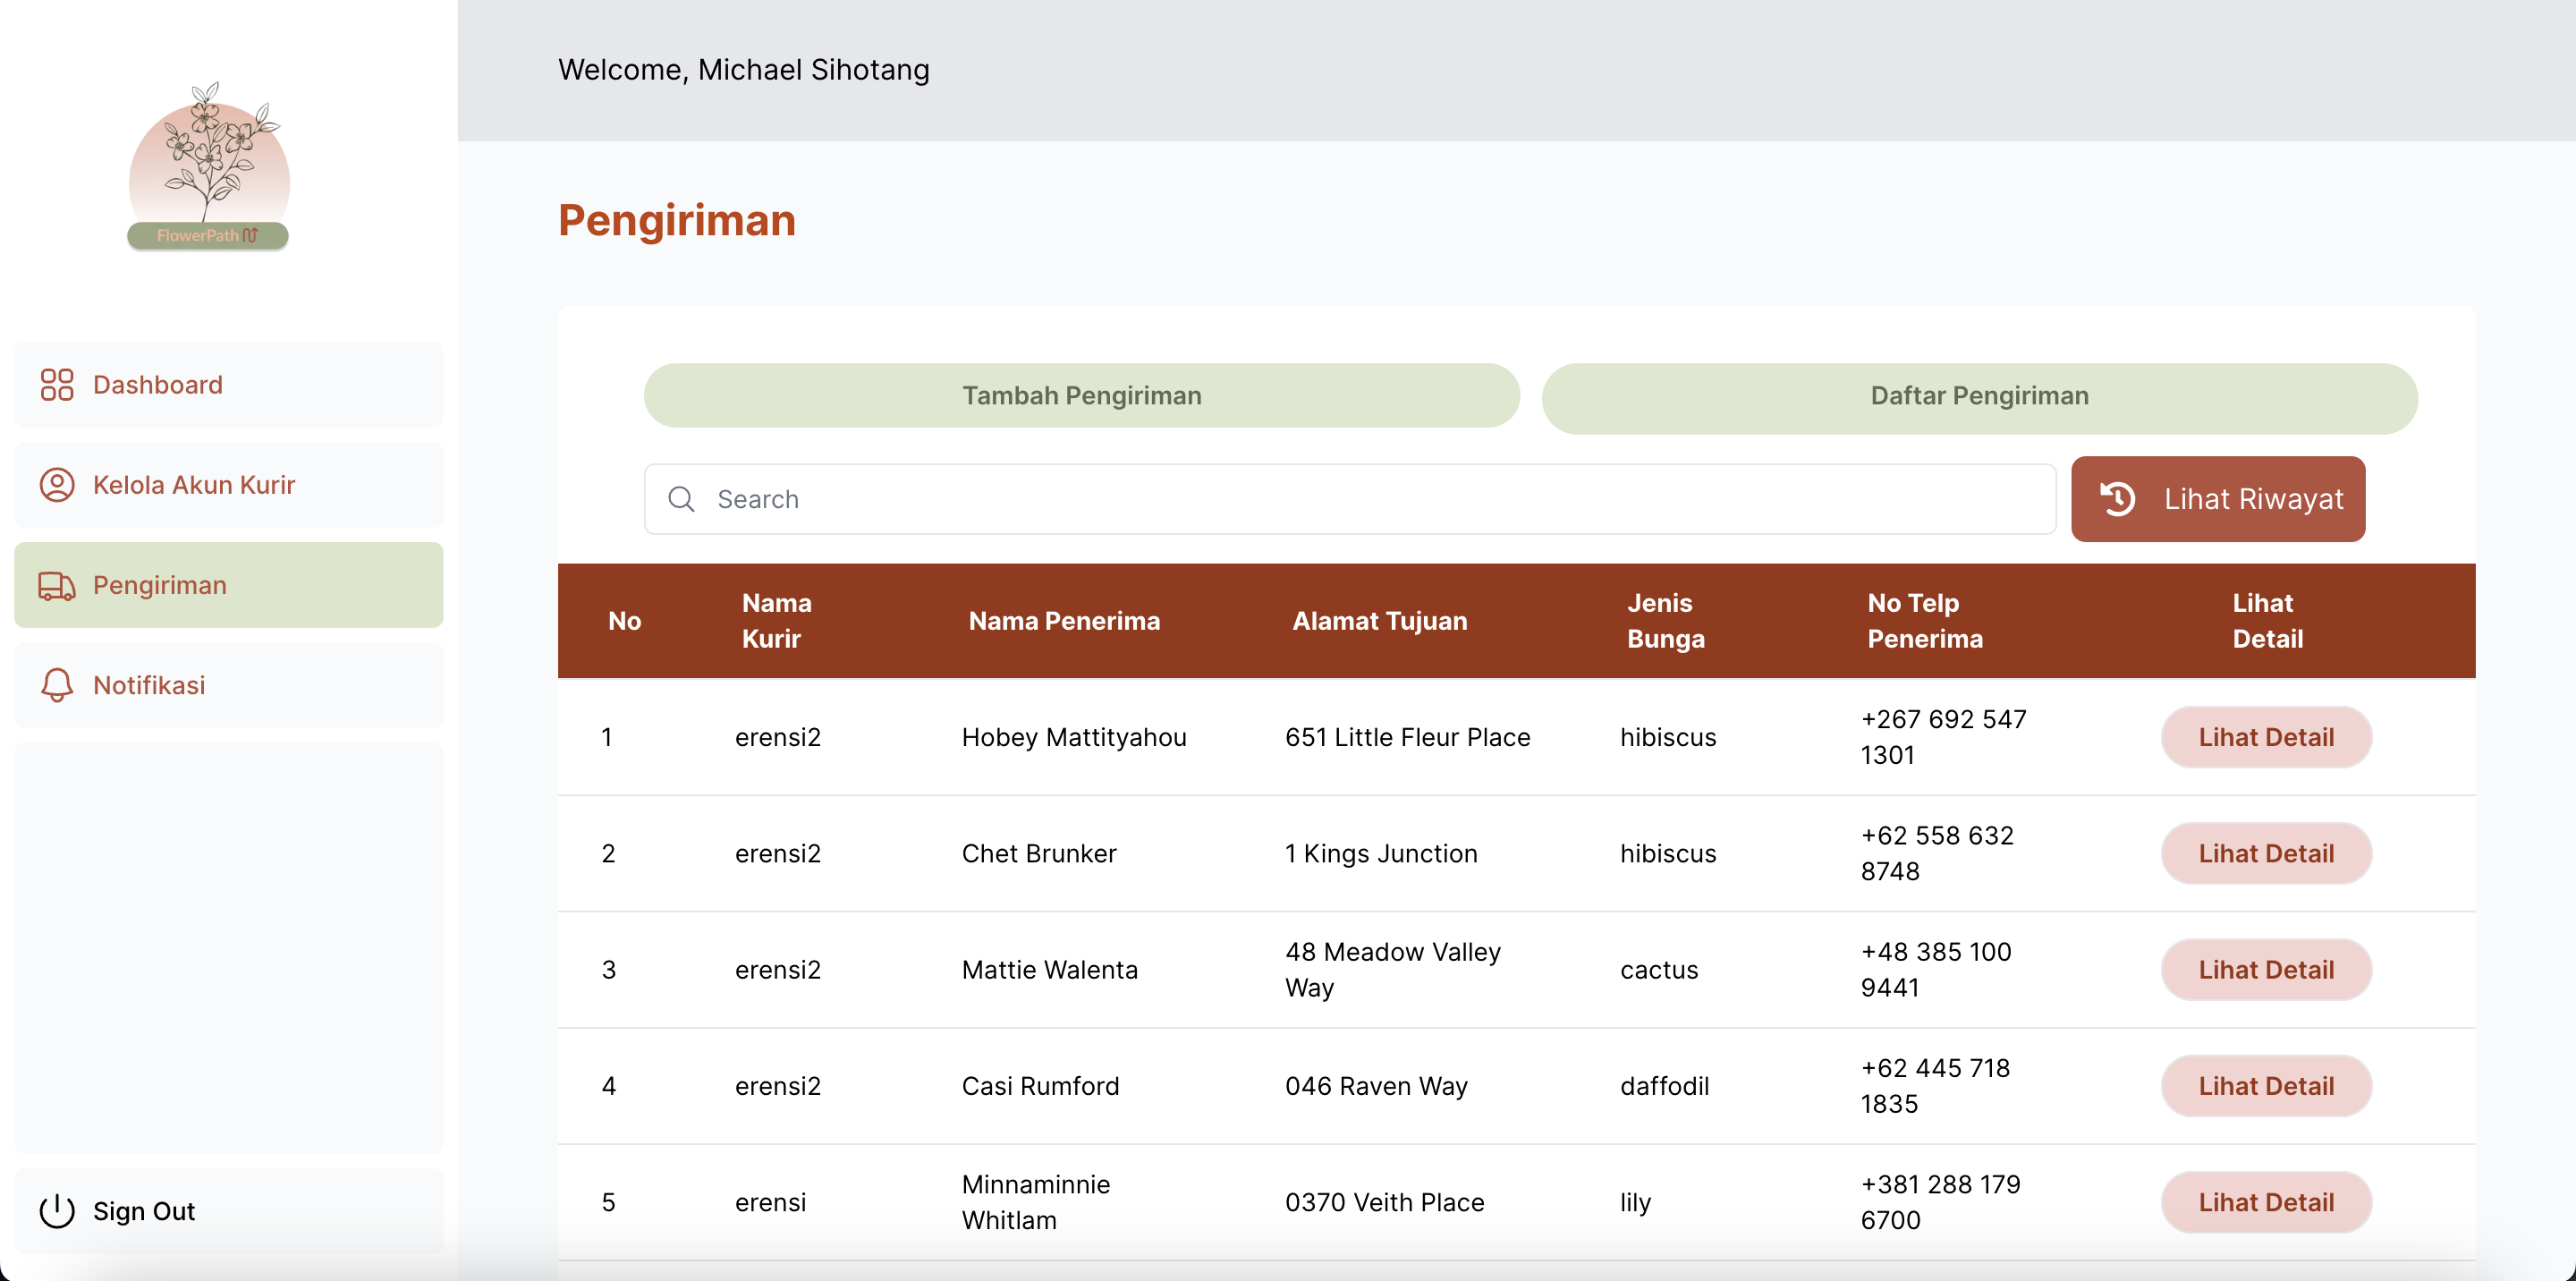 FlowerPath
Welcome, Michael Sihotang
Dashboard
Kelola Akun Kurir
Pengiriman
Notifikasi
Sign Out
Pengiriman
Tambah Pengiriman
Daftar Pengiriman
Search
Lihat Riwayat
No
Nama
Kurir
Nama Penerima
Alamat Tujuan
Jenis
Bunga
No Telp
Penerima
Lihat
Detail
1
erensi2
Hobey Mattityahou
651 Little Fleur Place
hibiscus
+267 692 547
1301
Lihat Detail
2
erensi2
Chet Brunker
1 Kings Junction
hibiscus
+62 558 632
8748
Lihat Detail
3
erensi2
Mattie Walenta
48 Meadow Valley
Way
cactus
+48 385 100
9441
Lihat Detail
4
erensi2
Casi Rumford
046 Raven Way
daffodil
+62 445 718
1835
Lihat Detail
5
erensi
Minnaminnie
Whitlam
0370 Veith Place
lily
+381 288 179
6700
Lihat Detail